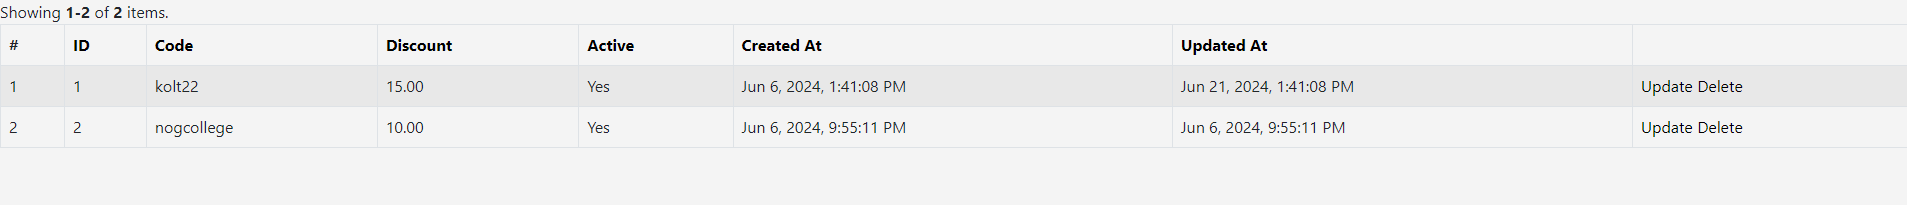 Showing 1-2 of 2 items.
# ID Code Discount Active Created At Updated At
1 1 kolt22 15.00 Yes Jun 6, 2024, 1:41:08 PM Jun 21, 2024, 1:41:08 PM Update Delete
2 2 nogcollege 10.00 Yes Jun 6, 2024, 9:55:11 PM Jun 6, 2024, 9:55:11 PM Update Delete